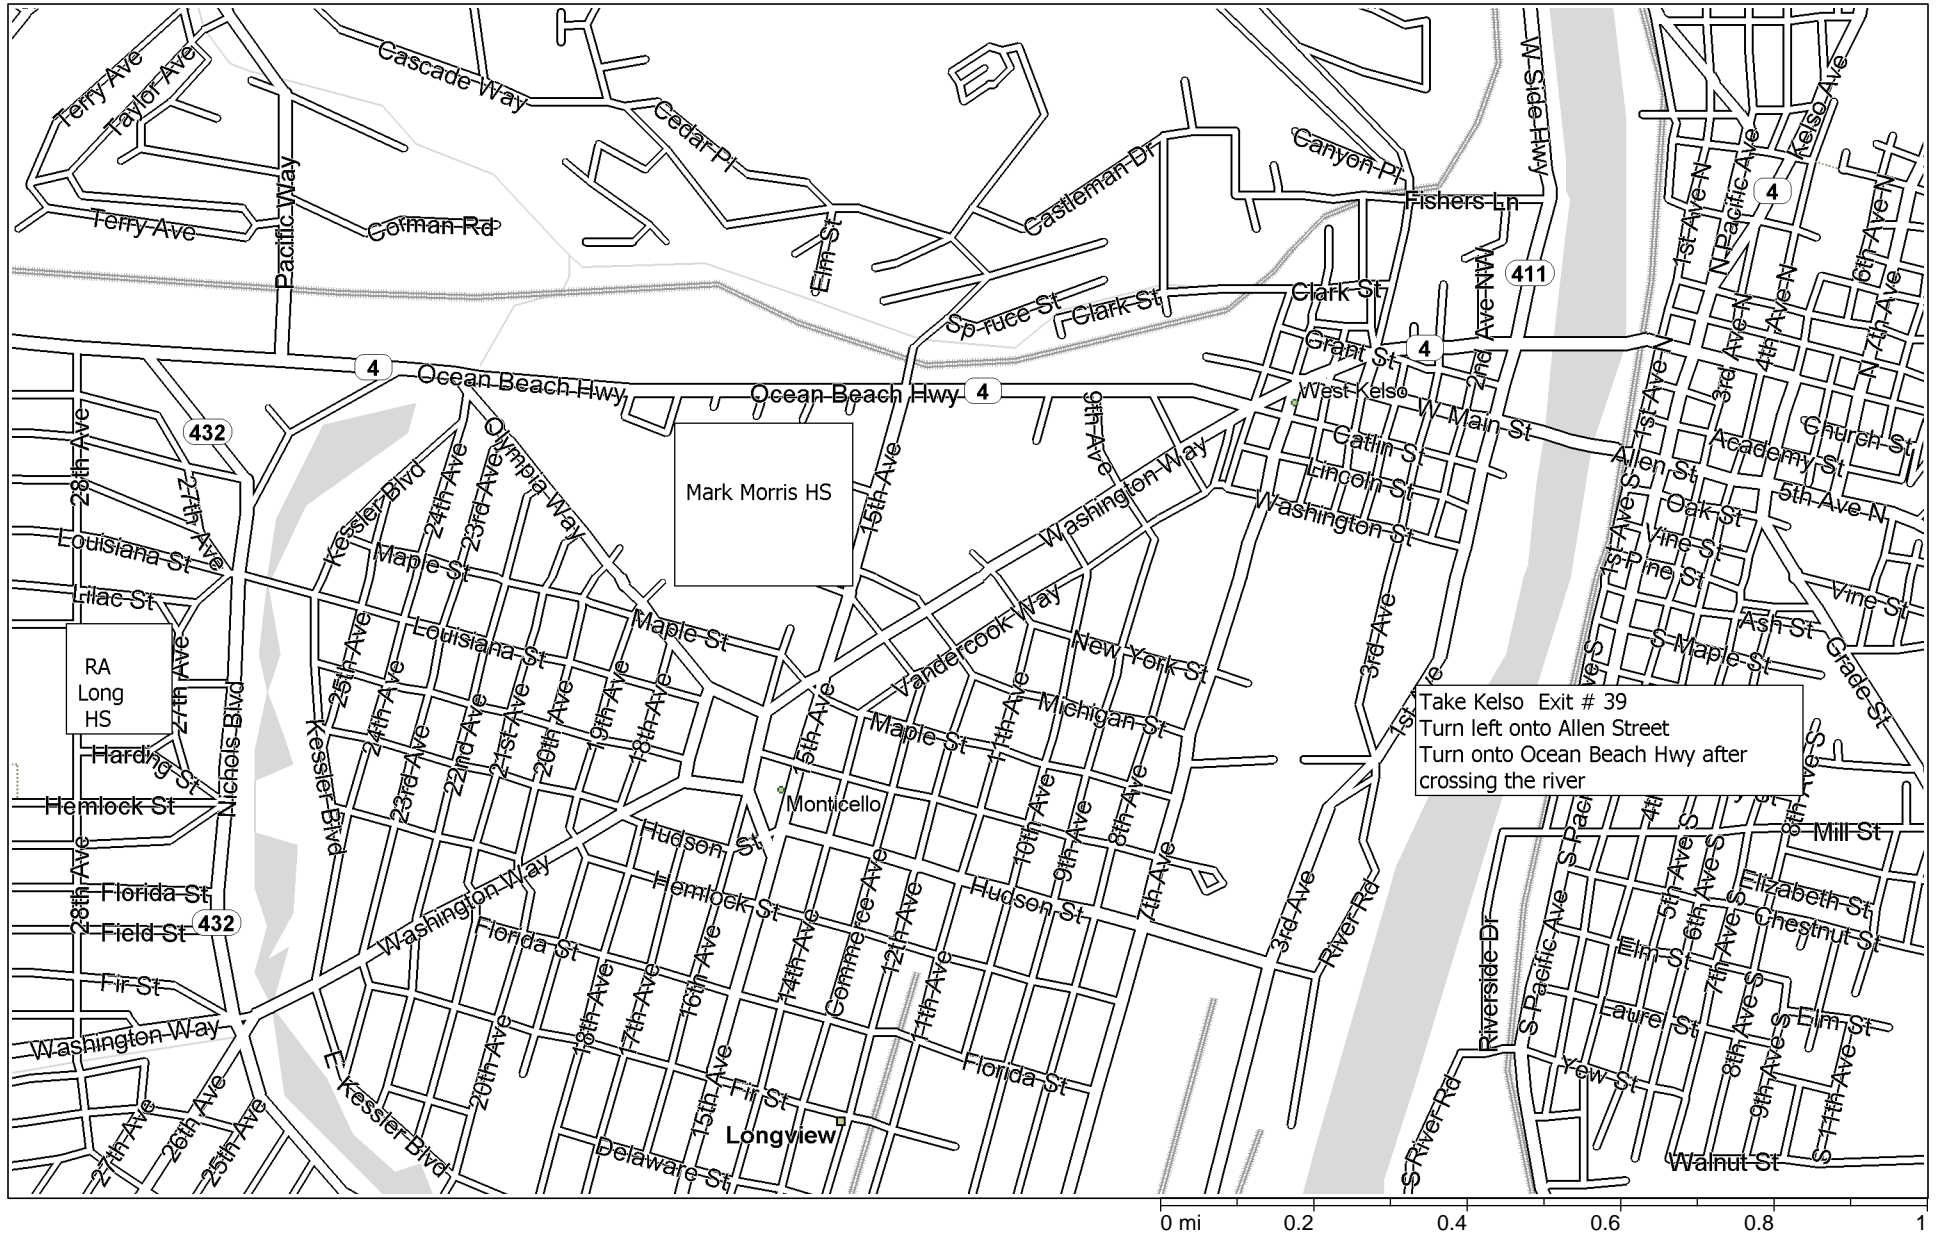 Terry Ave
Taylor Ave
Cascade Way
Cedar Pl
W Side Hwy
Kelso Ave
Canyon Pl
Castleman Dr
Fishers Ln
Pacific Way
Terry Ave
Corman Rd
Elm St
1st Ave N
N Pacific Ave
4
6th Ave N
411
2nd Ave NW
Clark St
Clark St
Sp ruce St
Grant St
4
3rd Ave N
4th Ave N
N 7th Ave
4
Ocean Beach Hwy
Ocean Beach Hwy
4
West Kelso
W Main St
1st Ave N
Church St
Academy St
Allen St
5th Ave N
432
28th Ave
27th Ave
Kessler Blvd
24th Ave
23rd Ave
Olympia Way
Mark Morris HS
15th Ave
9th Ave
Washington Way
Catlin St
Lincoln St
Washington St
1st Ave S
Oak St
Vine St
Pine St
Vine St
Louisiana St
Lilac St
Maple St
Ash St
S Maple St
Grade St
RA
Long
HS
27th Ave
Nichols Blvd
25th Ave
Louisiana St
Maple St
Vandercook Way
New York St
3rd Ave
1st Ave
Take Kelso  Exit # 39
Turn left onto Allen Street
Turn onto Ocean Beach Hwy after
crossing the river
Harding St
Hemlock St
Kessler Blvd
24th Ave
23rd Ave
22nd Ave
21st Ave
20th Ave
19th Ave
18th Ave
15th Ave
Maple St
11th Ave
Michigan St
Monticello
Hudson St
10th Ave
9th Ave
8th Ave
7th Ave
Mill St
8th Ave S
28th Ave
Florida St
Field St
432
Washington Way
Hemlock St
Hudson St
Commerce Ave
12th Ave
3rd Ave
River Rd
S Pacific Ave
5th Ave S
6th Ave S
7th Ave S
Elizabeth St
Chestnut St
Elm St
Florida St
Fir St
Washington Way
18th Ave
17th Ave
16th Ave
14th Ave
11th Ave
Riverside Dr
S Pacific Ave
Laurel St
Elm St
8th Ave S
9th Ave S
Yew St
20th Ave
15th Ave
Fir St
Florida St
E Kessler Blvd
27th Ave
26th Ave
25th Ave
Longview
Delaware St
S River Rd
S 11th Ave
Walnut St
0 mi 0.2 0.4 0.6 0.8 1